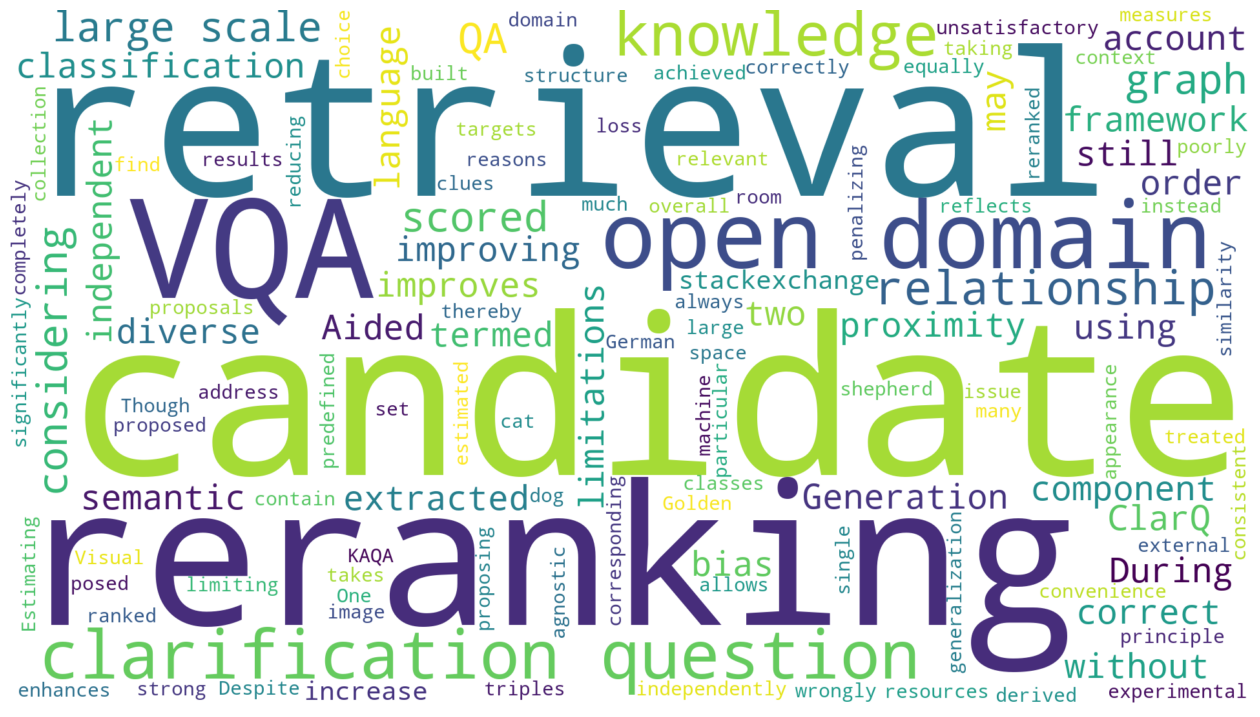 large scale
choice
QA
domain
knowledge
unsatisfactory
measures
account
classification
language
built
structure
achieved
correctly
taking
equally
context
graph
retrieval
collection
independent
find
results
reducing
targets
clues
reasons
loss
relevant
may
reranked
framework
still
poorly
order
completely
considering
VQA
scored
improving
much
overall
room
open domain
penalizing
reflects
instead
significantly
proposals
diverse
improves
Aided
thereby
termed
limitations
stackexchange
always
German
large
space
two
relationship
proximity
using
similarity
candidate
Though
proposed
address
predefined
set
estimated
cat
machine
particular
shepherd
issue
many
appearance
treated
consistent
semantic
contain
extracted
dog
corresponding
classes
Golden
Generation
component
ClarQ
external
reranking
Estimating
Visual
posed
limiting
ranked
KAQA
takes
One
image
proposing
agnostic
bias
allows
single
generalization
During
convenience
correct
principle
clarification question
without
enhances
strong
Despite
increase
triples
independently
wrongly
resources
derived
experimental